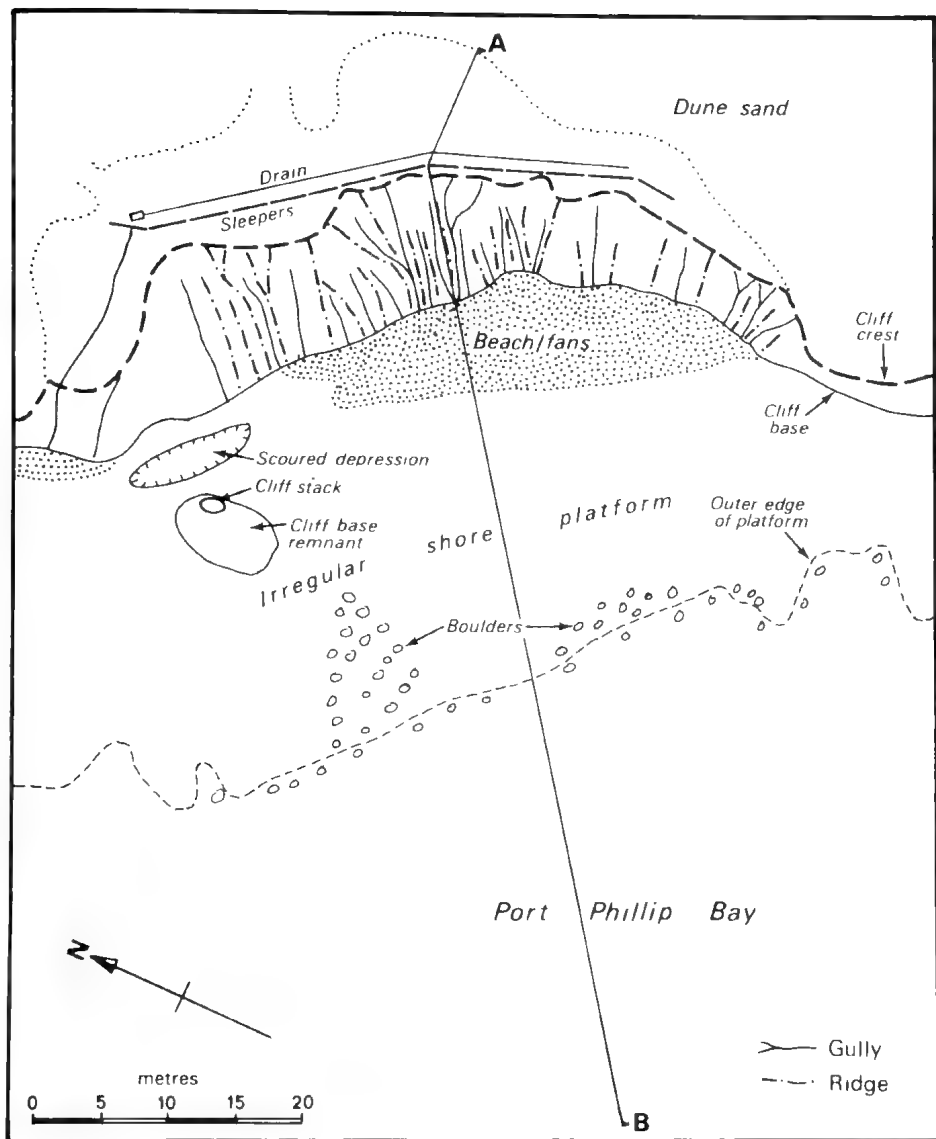 A
Dune sand
Drain
Sleepers
Beach/fans
Cliff
crest
Cliff
base
Scoured depression
Cliff stack
Cliff base
remnant
Outer edge
of platform
Irregular shore platform
Boulders
Port Phillip Bay
N
metres
0 5 10 15 20
Gully
Ridge
B